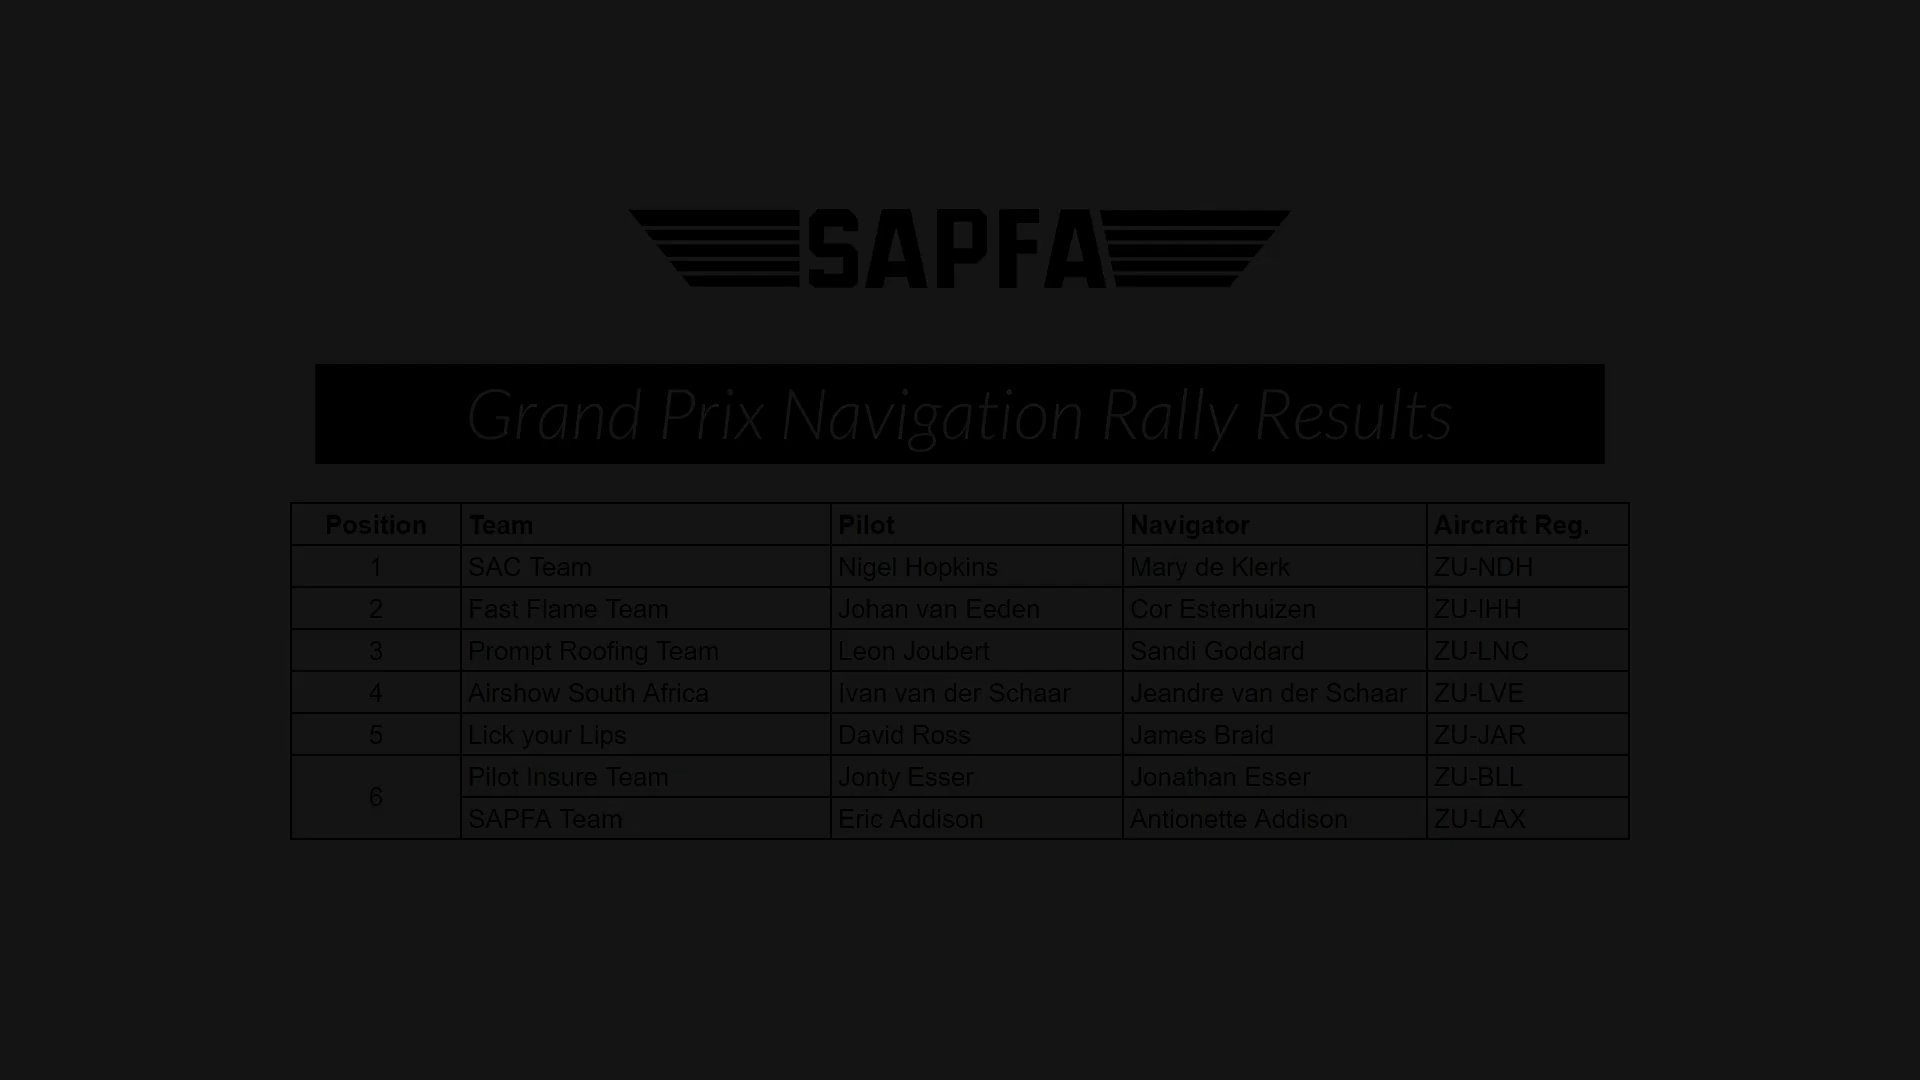 SAPFA
Grand Prix Navigation Rally Results
Position Team Pilot Navigator Aircraft Reg.
1 SAC Team Nigel Hopkins Mary de Klerk ZU-NDH
2 Fast Flame Team Johan van Eeden Cor Esterhuizen ZU-IHH
3 Prompt Roofing Team Leon Joubert Sandi Goddard ZU-LNC
4 Airshow South Africa Ivan van der Schaar Jeandre van der Schaar ZU-LVE
5 Lick your Lips David Ross James Braid ZU-JAR
6 Pilot Insure Team Jonty Esser Jonathan Esser ZU-BLL
SAPFA Team Eric Addison Antionette Addison ZU-LAX